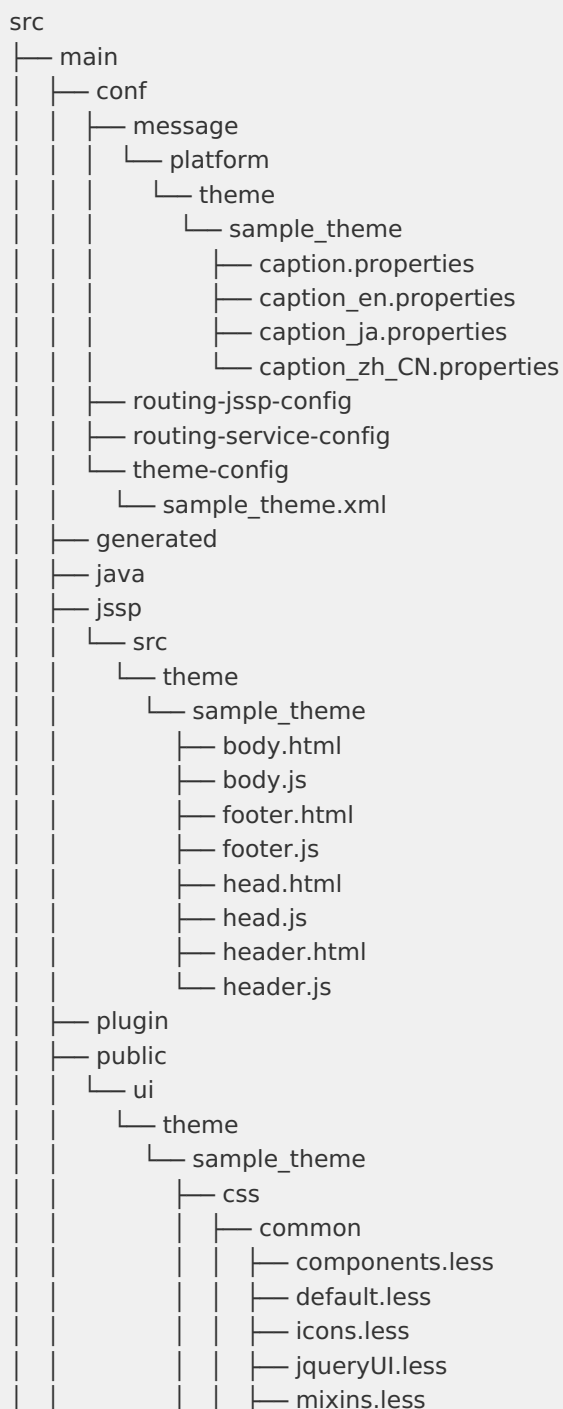 src
├── main
│   ├── conf
│   │   ├── message
│   │   │   └── platform
│   │   │       └── theme
│   │   │           └── sample_theme
│   │   │               ├── caption.properties
│   │   │               ├── caption_en.properties
│   │   │               ├── caption_ja.properties
│   │   │               └── caption_zh_CN.properties
│   │   ├── routing-jssp-config
│   │   ├── routing-service-config
│   │   └── theme-config
│   │       └── sample_theme.xml
│   ├── generated
│   ├── java
│   ├── jssp
│   │   └── src
│   │       └── theme
│   │           └── sample_theme
│   │               ├── body.html
│   │               ├── body.js
│   │               ├── footer.html
│   │               ├── footer.js
│   │               ├── head.html
│   │               ├── head.js
│   │               ├── header.html
│   │               └── header.js
│   ├── plugin
│   ├── public
│   │   └── ui
│   │       └── theme
│   │           └── sample_theme
│   │               ├── css
│   │               │   ├── common
│   │               │   │   ├── components.less
│   │               │   │   ├── default.less
│   │               │   │   ├── icons.less
│   │               │   │   ├── jqueryUI.less
│   │               │   │   ├── mixins.less